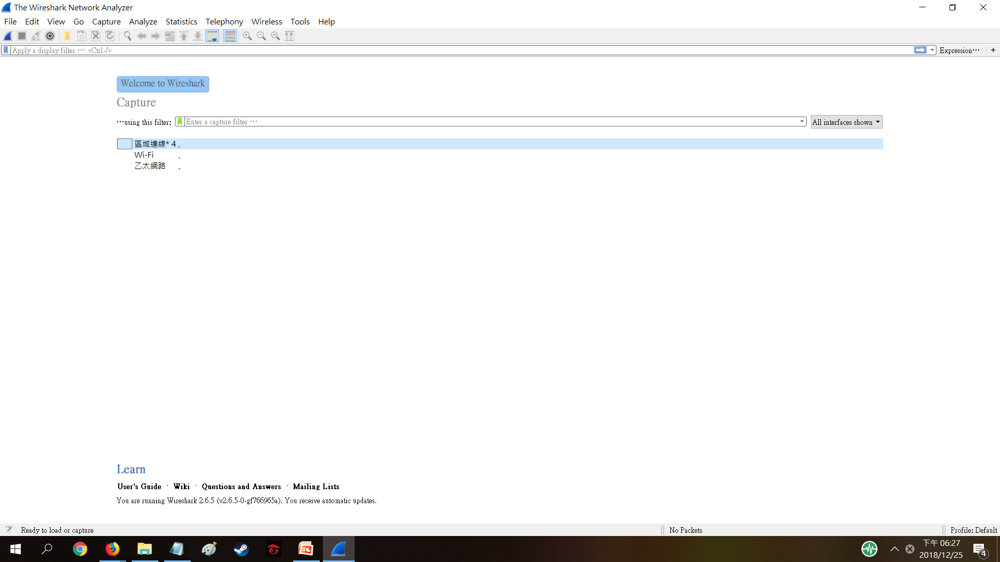 The Wireshark Network Analyzer
File Edit View Go Capture Analyze Statistics Telephony Wireless Tools Help
Apply a display filter … <Ctrl-/>
Expression…
+
Welcome to Wireshark
Capture
…using this filter:
Enter a capture filter …
All interfaces shown
區域連線* 4
Wi-Fi
乙太網路
Learn
User's Guide · Wiki · Questions and Answers · Mailing Lists
You are running Wireshark 2.6.5 (v2.6.5-0-gf766965a). You receive automatic updates.
Ready to load or capture
No Packets
Profile: Default
下午 06:27
2018/12/25
4